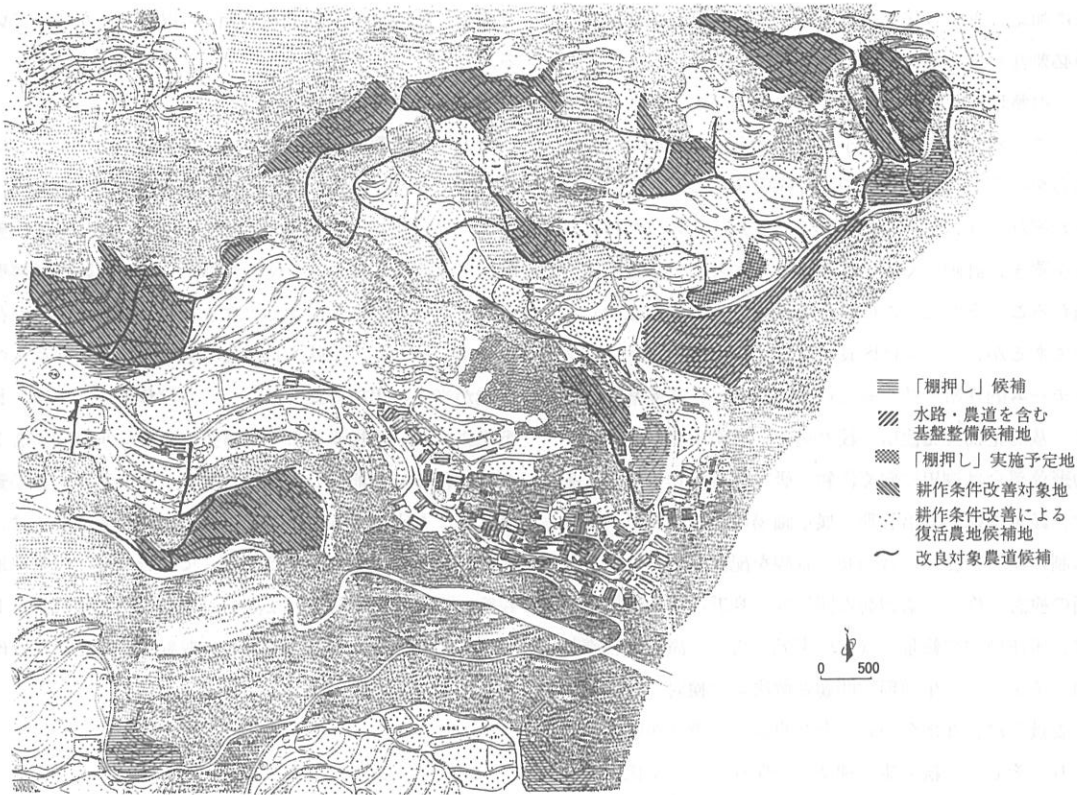 「棚押し」候補
水路・農道を含む
基盤整備候補地
「棚押し」実施予定地
耕作条件改善対象地
耕作条件改善による
復活農地候補地
改良対象農道候補
0 500